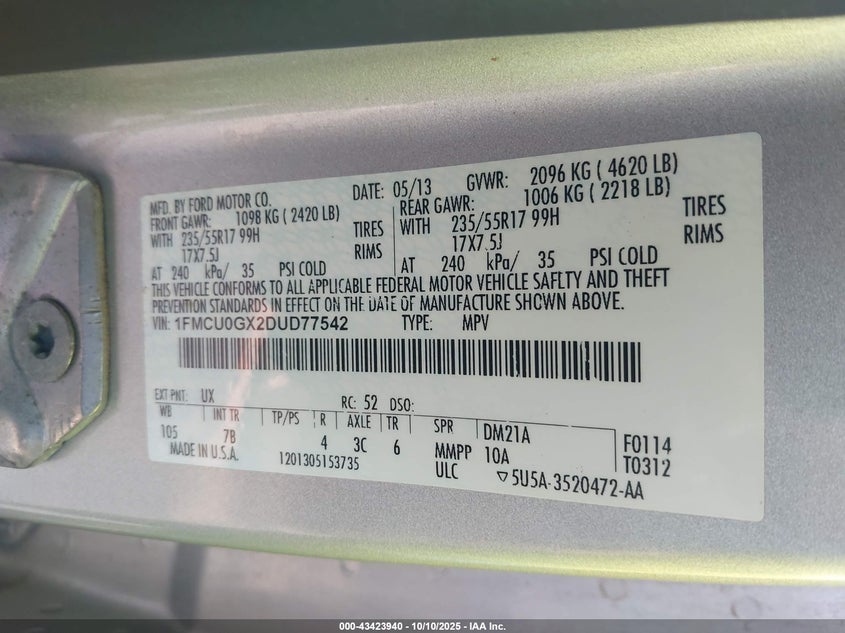 MFD. BY FORD MOTOR CO.
DATE: 05/13 GVWR: 2096 KG ( 4620 LB)
FRONT GAWR: 1098 KG ( 2420 LB)
REAR GAWR: 1006 KG ( 2218 LB)
WITH 235/55R17 99H TIRES
WITH 235/55R17 99H TIRES
17X7.5J RIMS
17X7.5J RIMS
AT 240 kPa/ 35 PSI COLD
AT 240 kPa/ 35 PSI COLD
THIS VEHICLE CONFORMS TO ALL APPLICABLE FEDERAL MOTOR VEHICLE SAFETY AND THEFT
PREVENTION STANDARDS IN EFFECT ON THE DATE OF MANUFACTURE SHOWN ABOVE.
VIN: 1FMCU0GX2DUD77542 TYPE: MPV
EXT PNT: UX RC: 52 DSO:
WB INT TR TP/PS R AXLE TR SPR DM21A F0114
105 7B 4 3C 6 MMPP 10A T0312
MADE IN U.S.A. 1201305153735 ULC 5U5A-3520472-AA
000-43423940 - 10/10/2025 - IAA Inc.